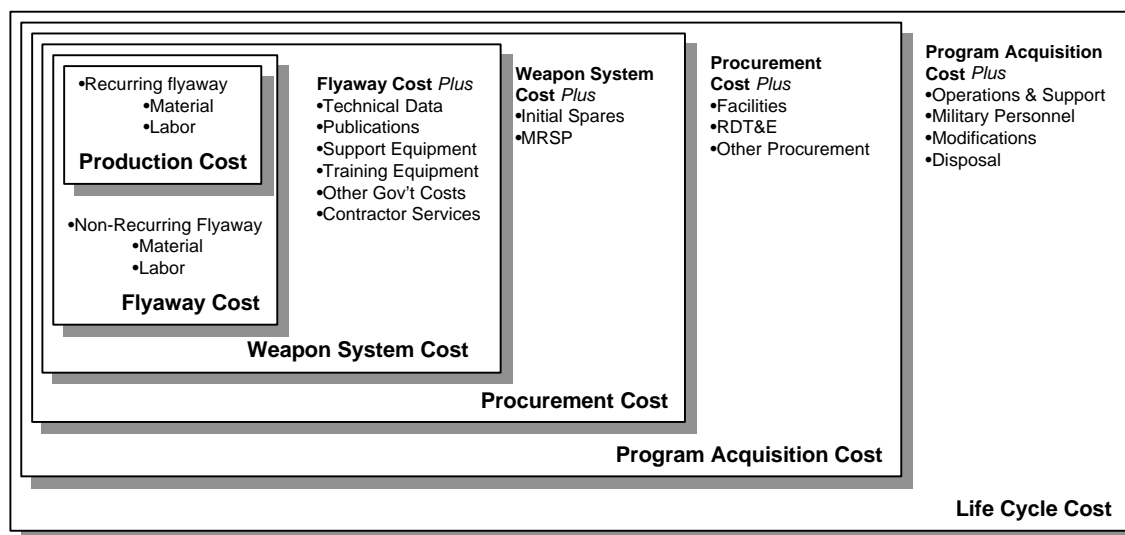 •Recurring flyaway
•Material
•Labor
Production Cost
•Non-Recurring Flyaway
•Material
•Labor
Flyaway Cost
Flyaway Cost Plus
•Technical Data
•Publications
•Support Equipment
•Training Equipment
•Other Gov't Costs
•Contractor Services
Weapon System Cost
Weapon System
Cost Plus
•Initial Spares
•MRSP
Procurement Cost
Procurement
Cost Plus
•Facilities
•RDT&E
•Other Procurement
Program Acquisition Cost
Program Acquisition
Cost Plus
•Operations & Support
•Military Personnel
•Modifications
•Disposal
Life Cycle Cost